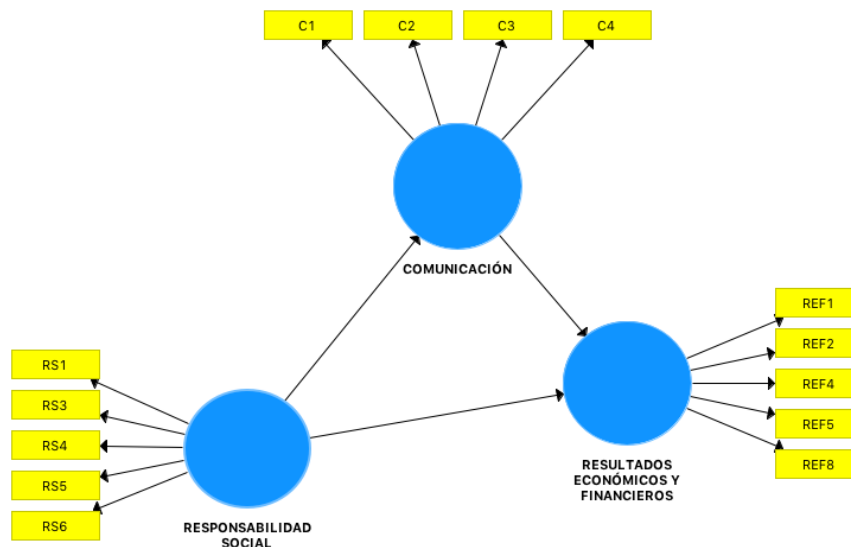 C1
C2
C3
C4
COMUNICACIÓN
REF1
REF2
REF4
REF5
REF8
RESULTADOS
ECONÓMICOS Y
FINANCIEROS
RS1
RS3
RS4
RS5
RS6
RESPONSABILIDAD
SOCIAL